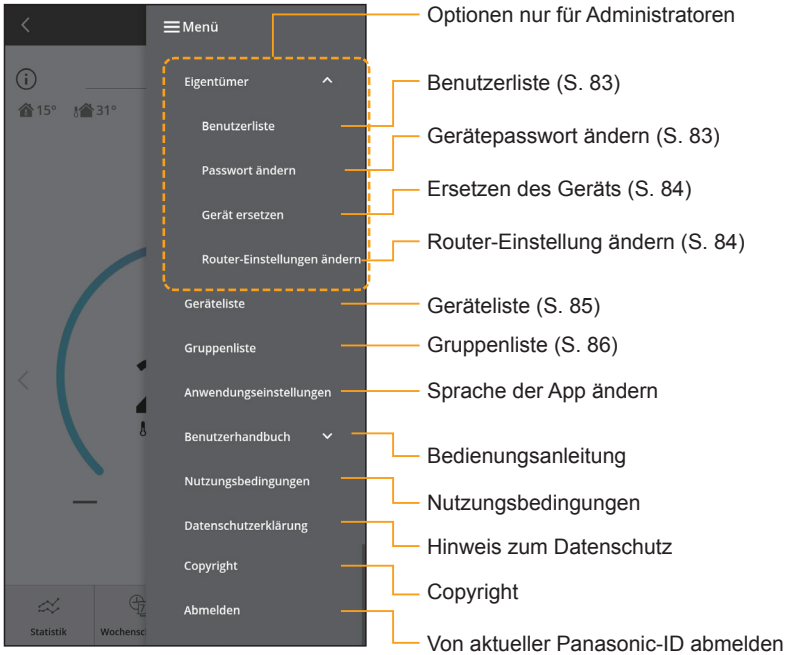 Menü
15°
31°
Eigentümer
Benutzerliste
Passwort ändern
Gerät ersetzen
Router-Einstellungen ändern
Geräteliste
Gruppenliste
Anwendungseinstellungen
Benutzerhandbuch
Nutzungsbedingungen
Datenschutzerklärung
Copyright
Abmelden
Statistik
Optionen nur für Administratoren
Benutzerliste (S. 83)
Gerätepasswort ändern (S. 83)
Ersetzen des Geräts (S. 84)
Router-Einstellung ändern (S. 84)
Geräteliste (S. 85)
Gruppenliste (S. 86)
Sprache der App ändern
Bedienungsanleitung
Nutzungsbedingungen
Hinweis zum Datenschutz
Copyright
Von aktueller Panasonic-ID abmelden